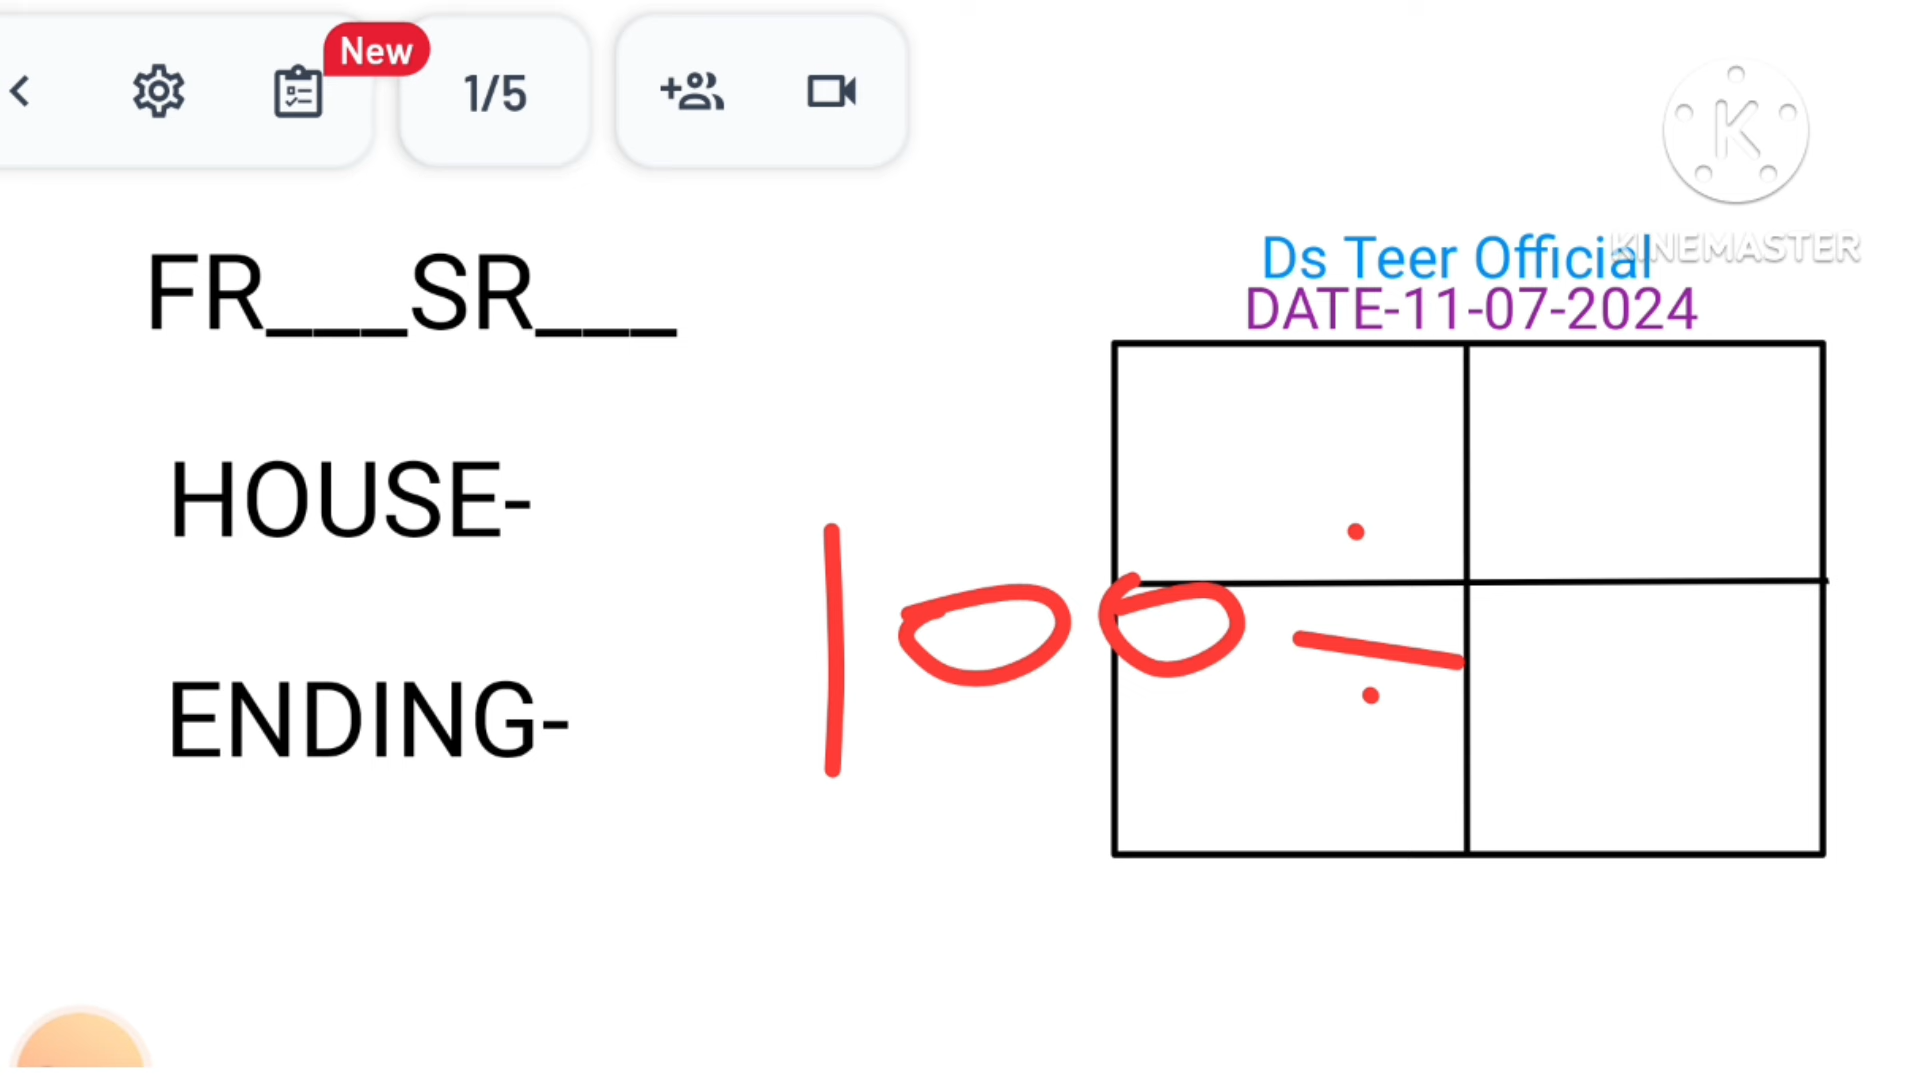 New
1/5
K
KINEMASTER
Ds Teer Official
DATE-11-07-2024
FR___SR___
HOUSE-
ENDING-
100÷